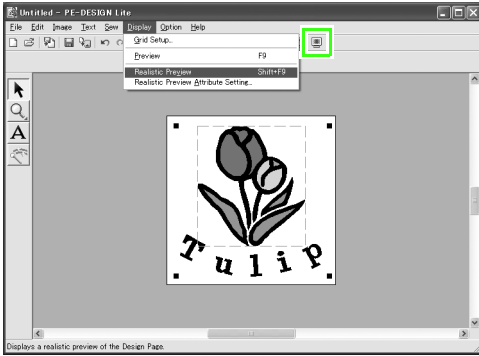 Untitled - PE-DESIGN Lite
File Edit Image Text Sew Display Option Help
Grid Setup...
Preview F9
Realistic Preview Shift+F9
Realistic Preview Attribute Setting...
A
Tulip
Displays a realistic preview of the Design Page.